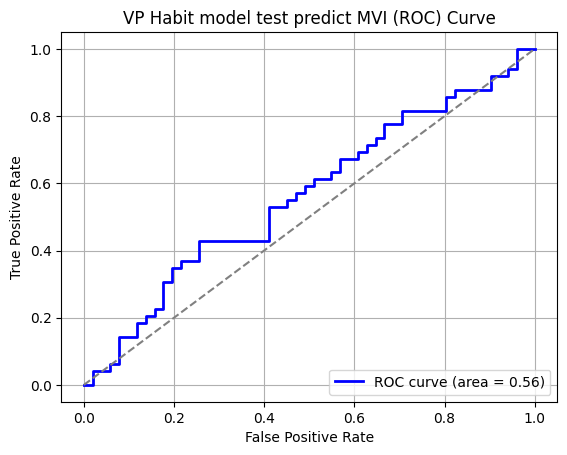 VP Habit model test predict MVI (ROC) Curve
True Positive Rate
1.0
0.8
0.6
0.4
0.2
0.0
ROC curve (area = 0.56)
0.0 0.2 0.4 0.6 0.8 1.0
False Positive Rate